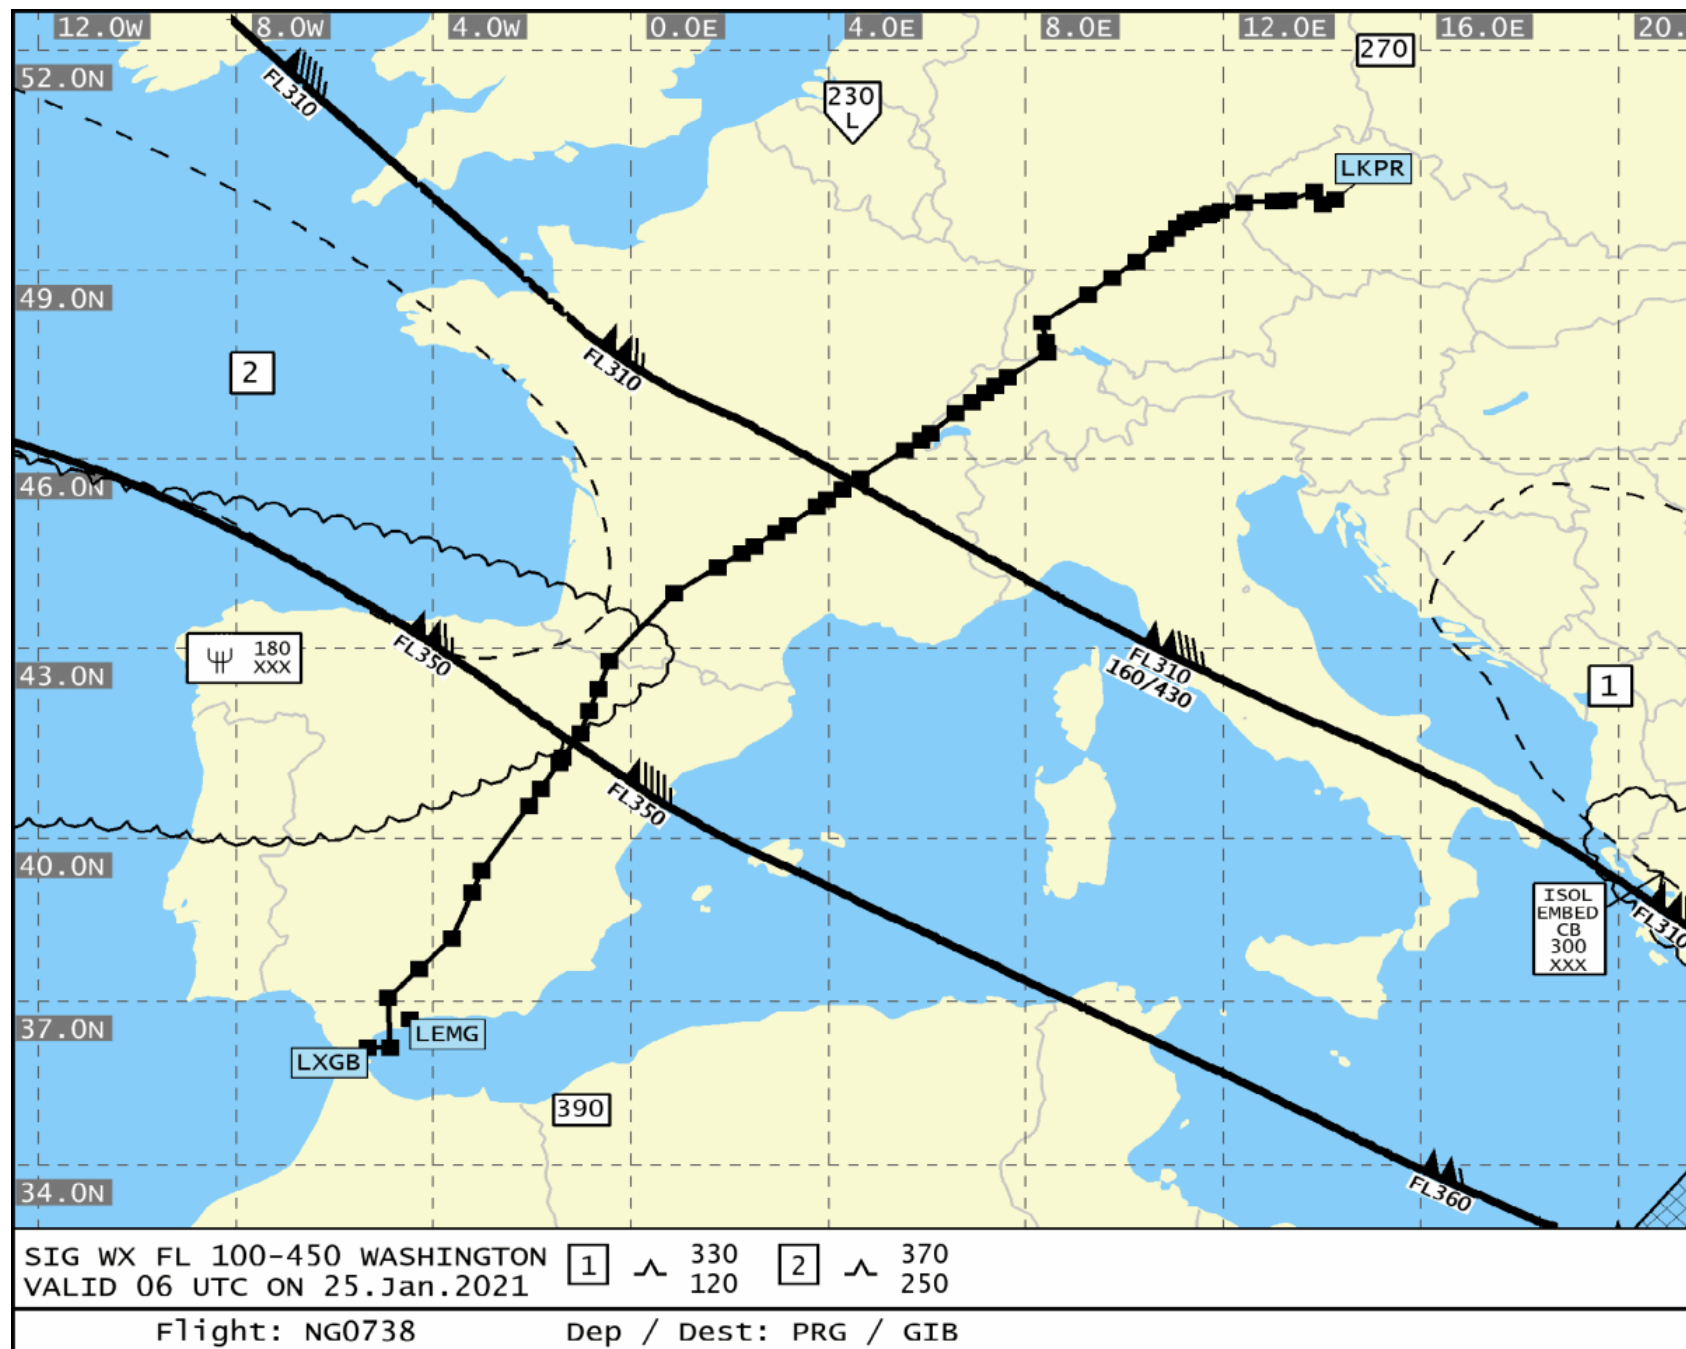 12.0W 8.0W 4.0W 0.0E 4.0E 8.0E 12.0E 16.0E 20.
270
52.0N
FL310
230
L
LKPR
49.0N
FL310
2
46.0N
180
XXX
FL350
43.0N
FL310
160/430
1
FL350
40.0N
ISOL
EMBED
CB
300
XXX
FL310
37.0N
LEMG
LXGB
390
34.0N
FL360
SIG WX FL 100-450 WASHINGTON
VALID 06 UTC ON 25.Jan.2021
1 330
120
2 370
250
Flight: NG0738 Dep / Dest: PRG / GIB